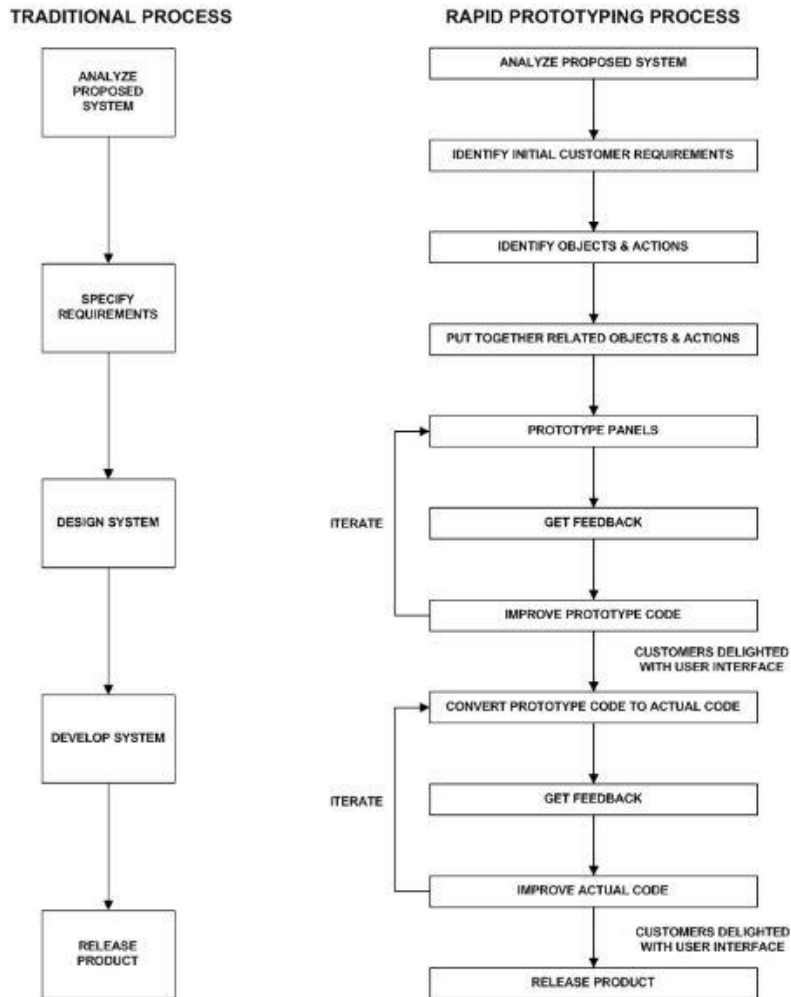 TRADITIONAL PROCESS
ANALYZE
PROPOSED
SYSTEM
SPECIFY
REQUIREMENTS
DESIGN SYSTEM
DEVELOP SYSTEM
RELEASE
PRODUCT
RAPID PROTOTYPING PROCESS
ANALYZE PROPOSED SYSTEM
IDENTIFY INITIAL CUSTOMER REQUIREMENTS
IDENTIFY OBJECTS & ACTIONS
PUT TOGETHER RELATED OBJECTS & ACTIONS
PROTOTYPE PANELS
ITERATE
GET FEEDBACK
IMPROVE PROTOTYPE CODE
CUSTOMERS DELIGHTED
WITH USER INTERFACE
CONVERT PROTOTYPE CODE TO ACTUAL CODE
ITERATE
GET FEEDBACK
IMPROVE ACTUAL CODE
CUSTOMERS DELIGHTED
WITH USER INTERFACE
RELEASE PRODUCT